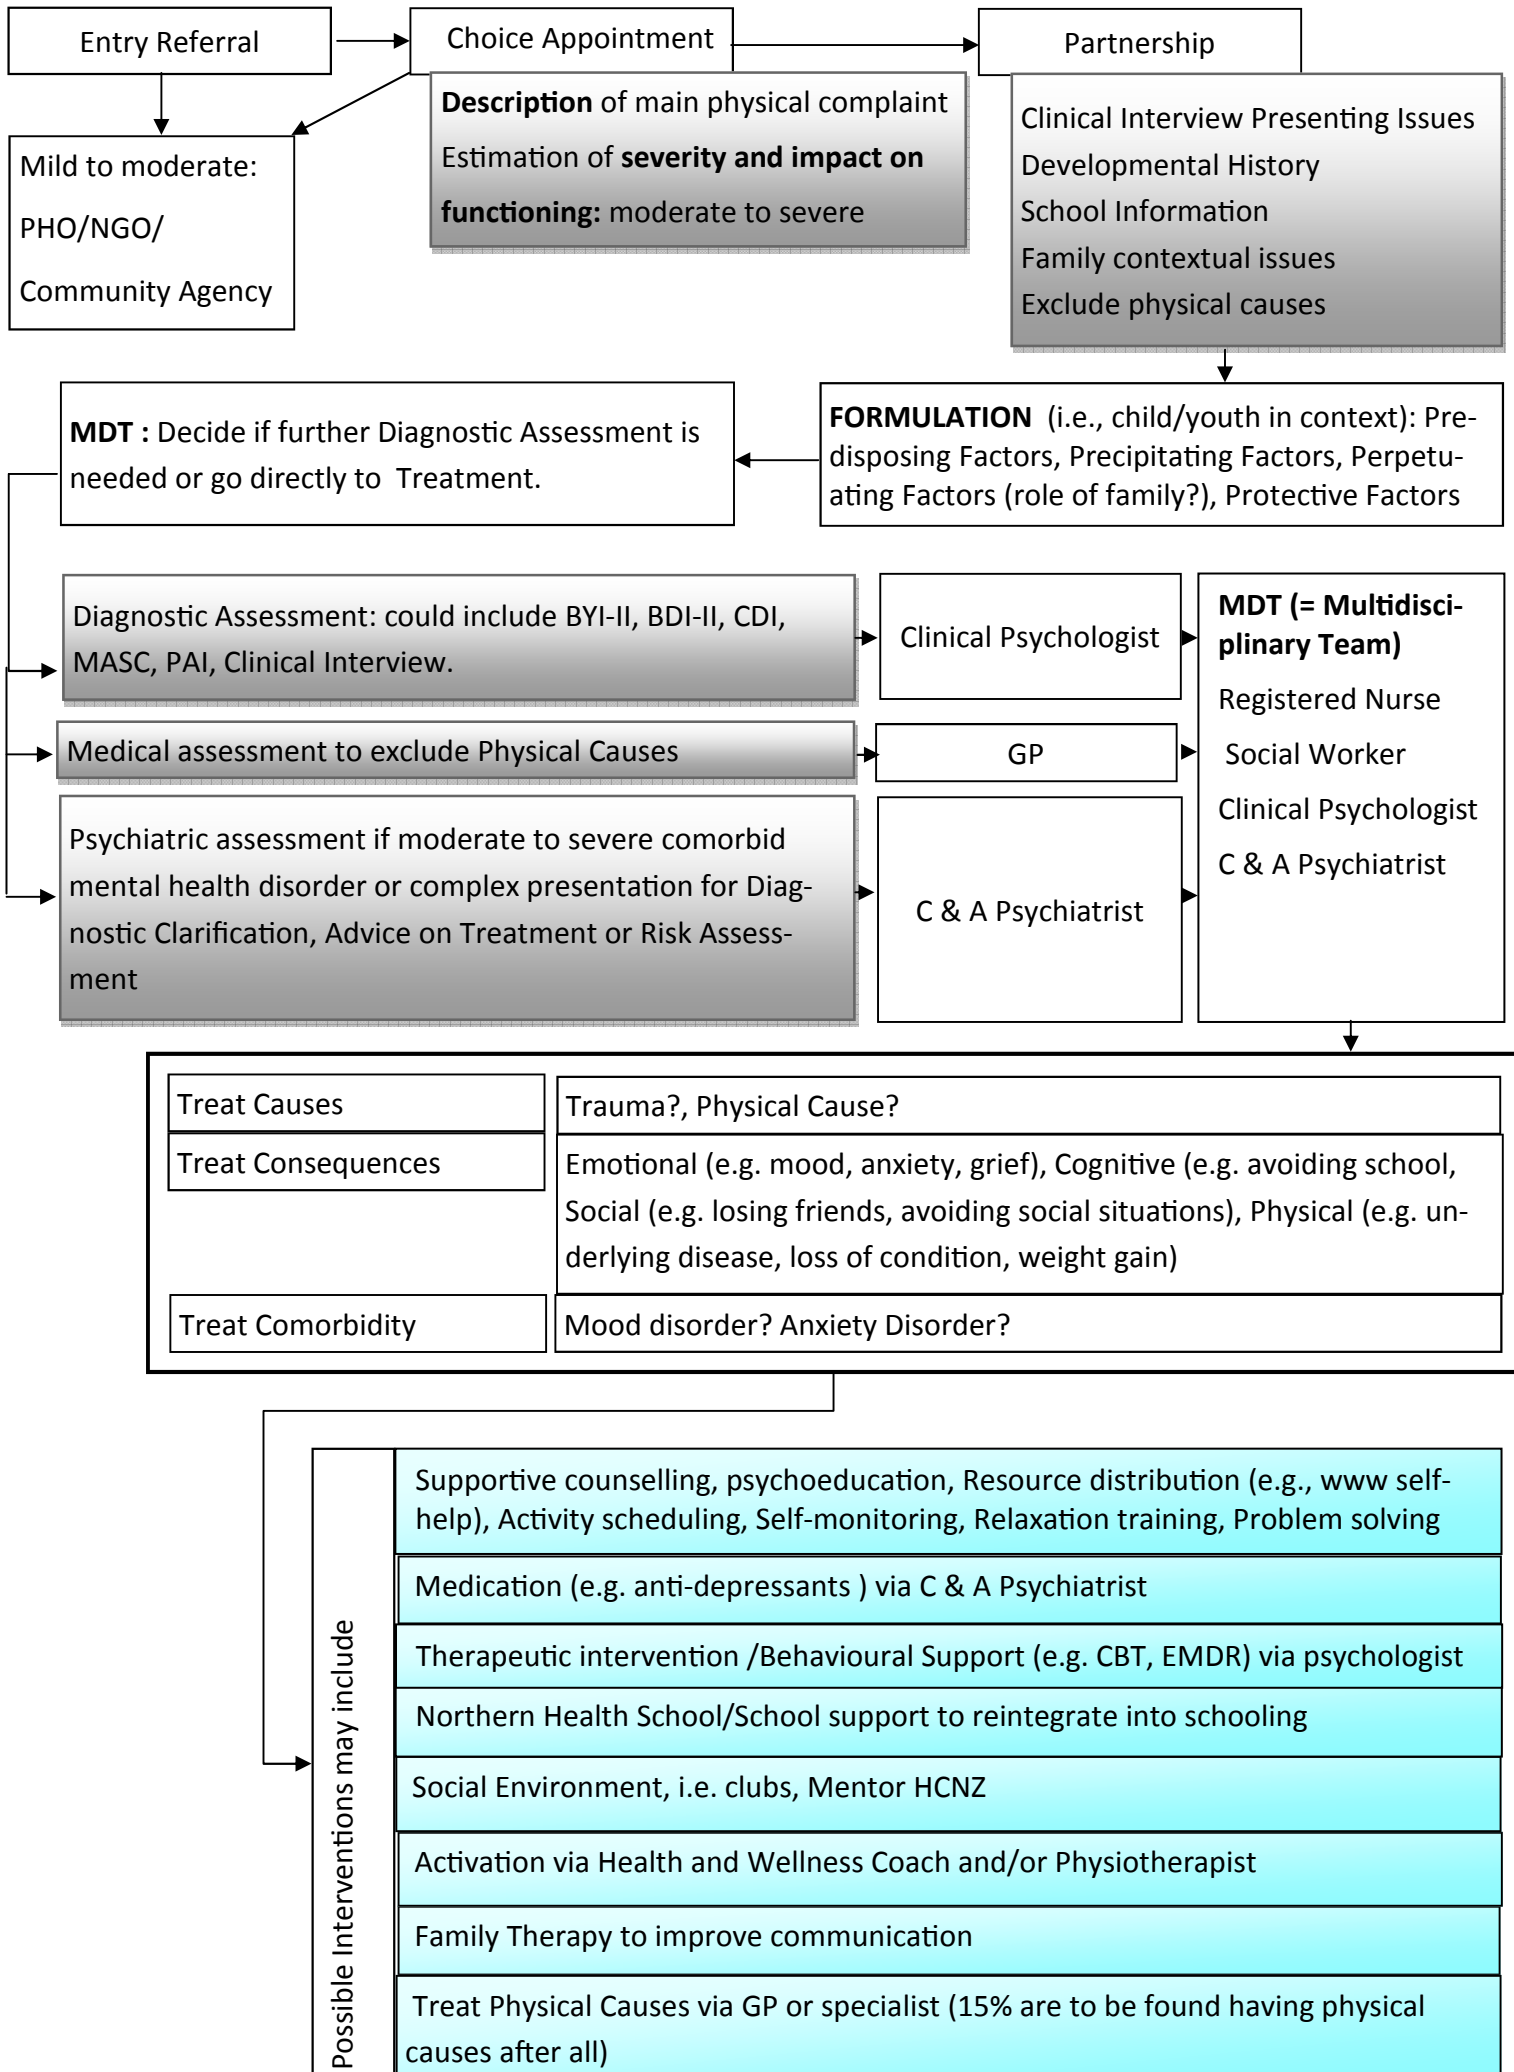 Entry Referral
Choice Appointment
Partnership
Description of main physical complaint
Estimation of severity and impact on
functioning: moderate to severe
Clinical Interview Presenting Issues
Developmental History
School Information
Family contextual issues
Exclude physical causes
Mild to moderate:
PHO/NGO/
Community Agency
MDT : Decide if further Diagnostic Assessment is
needed or go directly to Treatment.
FORMULATION (i.e., child/youth in context): Pre-
disposing Factors, Precipitating Factors, Perpetu-
ating Factors (role of family?), Protective Factors
Diagnostic Assessment: could include BYI-II, BDI-II, CDI,
MASC, PAI, Clinical Interview.
Clinical Psychologist
Medical assessment to exclude Physical Causes
GP
Psychiatric assessment if moderate to severe comorbid
mental health disorder or complex presentation for Diag-
nostic Clarification, Advice on Treatment or Risk Assess-
ment
C & A Psychiatrist
MDT (= Multidisci-
plinary Team)
Registered Nurse
Social Worker
Clinical Psychologist
C & A Psychiatrist
Treat Causes
Trauma?, Physical Cause?
Treat Consequences
Emotional (e.g. mood, anxiety, grief), Cognitive (e.g. avoiding school,
Social (e.g. losing friends, avoiding social situations), Physical (e.g. un-
derlying disease, loss of condition, weight gain)
Treat Comorbidity
Mood disorder? Anxiety Disorder?
Possible Interventions may include
Supportive counselling, psychoeducation, Resource distribution (e.g., www self-
help), Activity scheduling, Self-monitoring, Relaxation training, Problem solving
Medication (e.g. anti-depressants ) via C & A Psychiatrist
Therapeutic intervention /Behavioural Support (e.g. CBT, EMDR) via psychologist
Northern Health School/School support to reintegrate into schooling
Social Environment, i.e. clubs, Mentor HCNZ
Activation via Health and Wellness Coach and/or Physiotherapist
Family Therapy to improve communication
Treat Physical Causes via GP or specialist (15% are to be found having physical
causes after all)